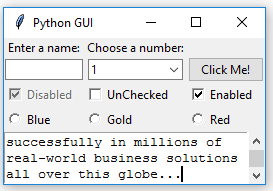 Python GUI
Enter a name: Choose a number:
1 Click Me!
Disabled UnChecked Enabled
Blue Gold Red
successfully in millions of
real-world business solutions
all over this globe...